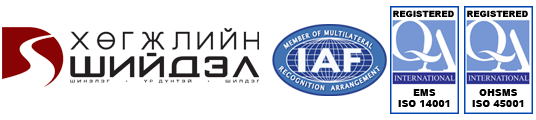 ХӨГЖЛИЙН
ШИЙДЭЛ
ШИНЭЛЭГ · ҮР ДҮНТЭЙ · ШИЛДЭГ
MEMBER OF MULTILATERAL
IAF
RECOGNITION ARRANGEMENT
REGISTERED
QA
INTERNATIONAL
EMS
ISO 14001
REGISTERED
QA
INTERNATIONAL
OHSMS
ISO 45001